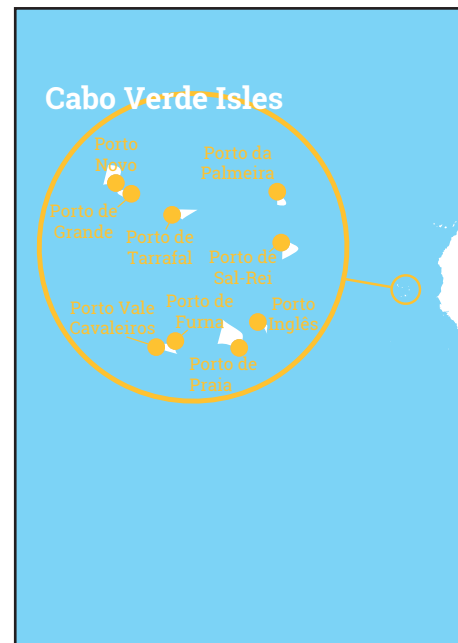 Cabo Verde Isles
Porto
Novo
Porto da
Palmeira
Porto de
Grande
Porto de
Tarrafal
Porto de
Sal-Rei
Porto Vale
Cavaleiros
Porto de
Furna
Porto
Inglês
Porto de
Praia